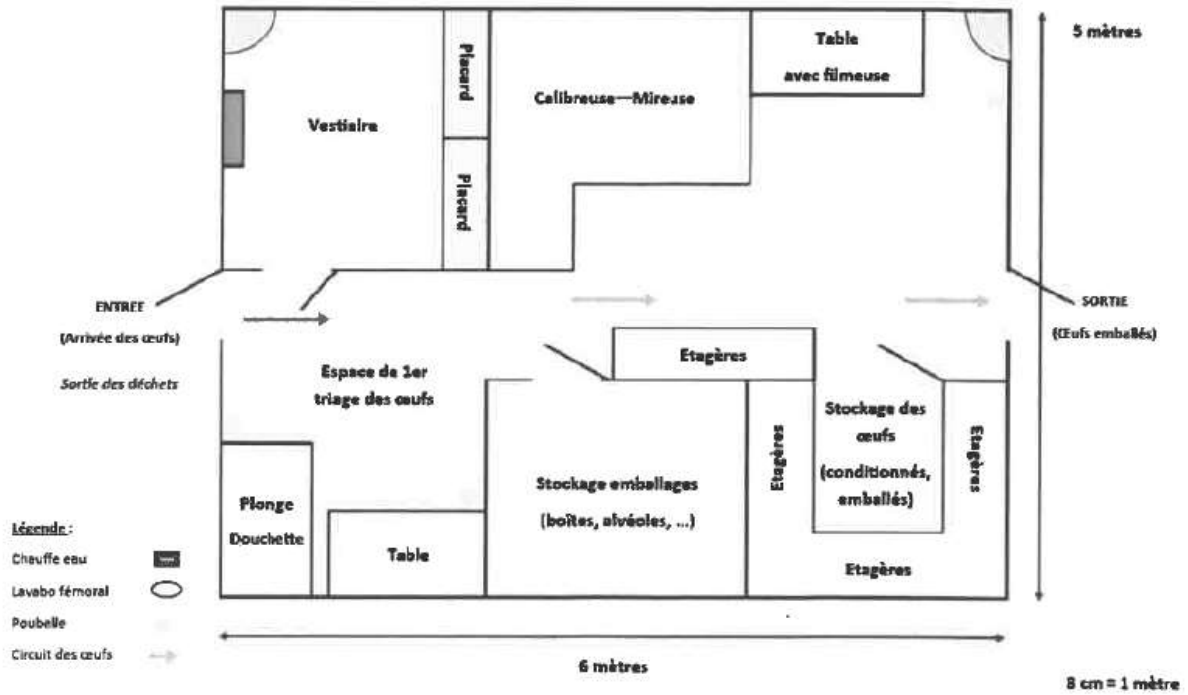 5 mètres
Table
avec filmeuse
Placard
Calibreuse—Mireuse
Vestiaire
Placard
ENTREE
(Arrivée des œufs)
Sortie des déchets
SORTIE
(Œufs emballés)
Etagères
Espace de 1er
triage des œufs
Stockage des
œufs
(conditionnés,
emballés)
Etagères
Etagères
Stockage emballages
(boîtes, alvéoles, ...)
Plonge
Douchette
Table
Etagères
Légende :
Chauffe eau
Lavabo fémoral
Poubelle
Circuit des œufs
6 mètres
8 cm = 1 mètre